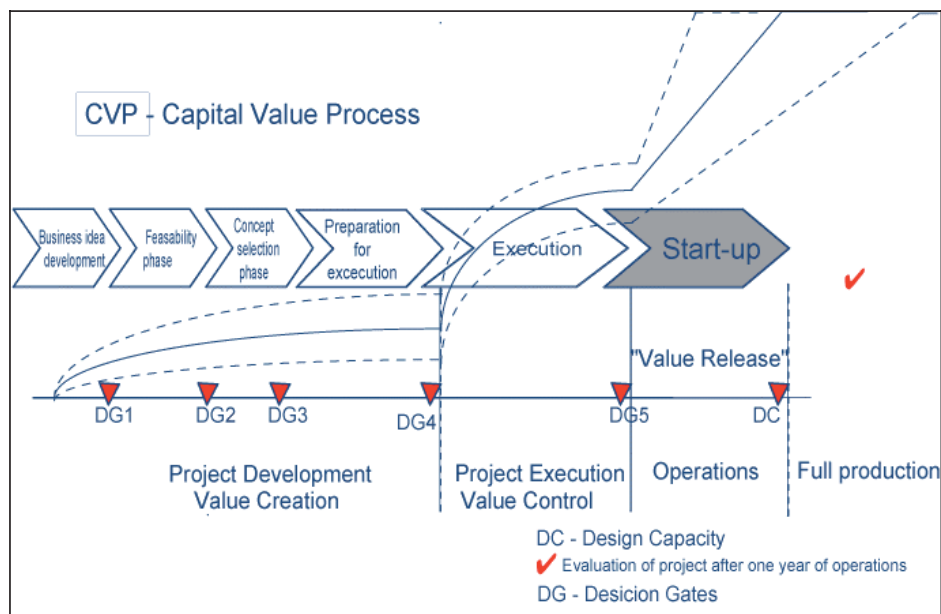 CVP - Capital Value Process
Business idea
development
Feasability
phase
Concept
selection
phase
Preparation
for
excecution
Execution
Start-up
✔
"Value Release"
DG1
DG2
DG3
DG4
DG5
DC
Project Development
Value Creation
Project Execution
Value Control
Operations
Full production
DC - Design Capacity
✔ Evaluation of project after one year of operations
DG - Desicion Gates